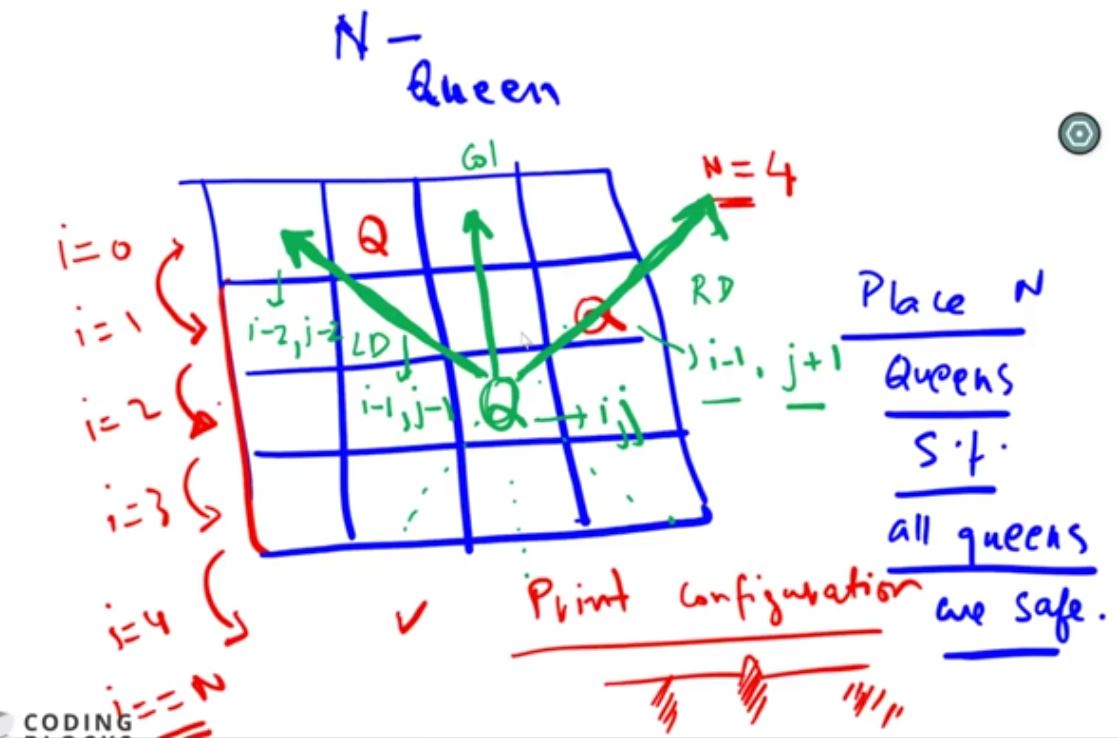 N -
Queen
Col
N = 4
i=0
Q
i=1
i-2, j-2
LD
Q
RD
i-1, j+1
i=2
i-1, j-1
Q
i, j
i=3
i=4
i==N
Print configuration
Place N
Queens
S.t.
all queens
are safe.
CODING
BLOCKS